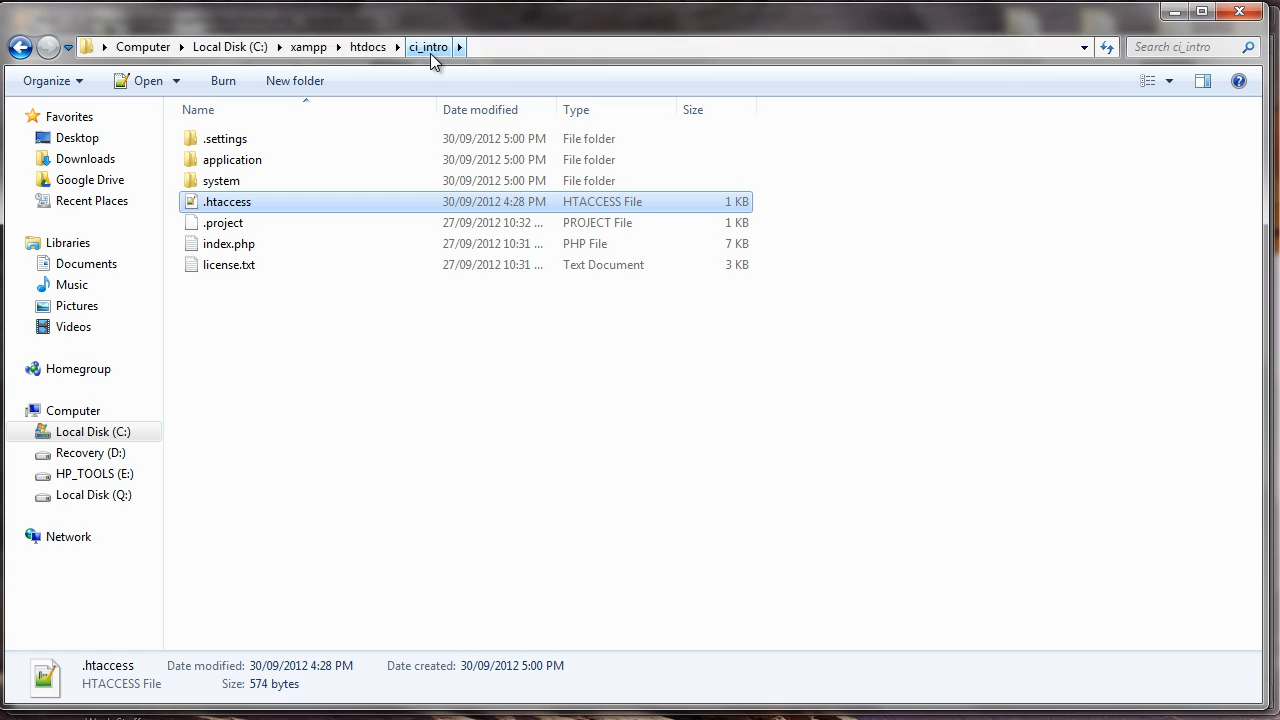 Computer Local Disk (C:) xampp htdocs ci_intro Search ci_intro
Organize Open Burn New folder
Name Date modified Type Size
Favorites
Desktop
Downloads
Google Drive
Recent Places
Libraries
Documents
Music
Pictures
Videos
Homegroup
Computer
Local Disk (C:)
Recovery (D:)
HP_TOOLS (E:)
Local Disk (Q:)
Network
.settings 30/09/2012 5:00 PM File folder
application 30/09/2012 5:00 PM File folder
system 30/09/2012 5:00 PM File folder
.htaccess 30/09/2012 4:28 PM HTACCESS File 1 KB
.project 27/09/2012 10:32 ... PROJECT File 1 KB
index.php 27/09/2012 10:31 ... PHP File 7 KB
license.txt 27/09/2012 10:31 ... Text Document 3 KB
.htaccess Date modified: 30/09/2012 4:28 PM Date created: 30/09/2012 5:00 PM
HTACCESS File Size: 574 bytes